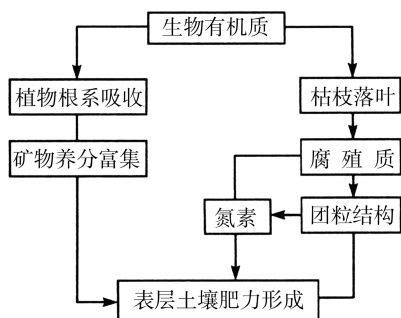 生物有机质
植物根系吸收
枯枝落叶
矿物养分富集
腐殖质
氮素
团粒结构
表层土壤肥力形成